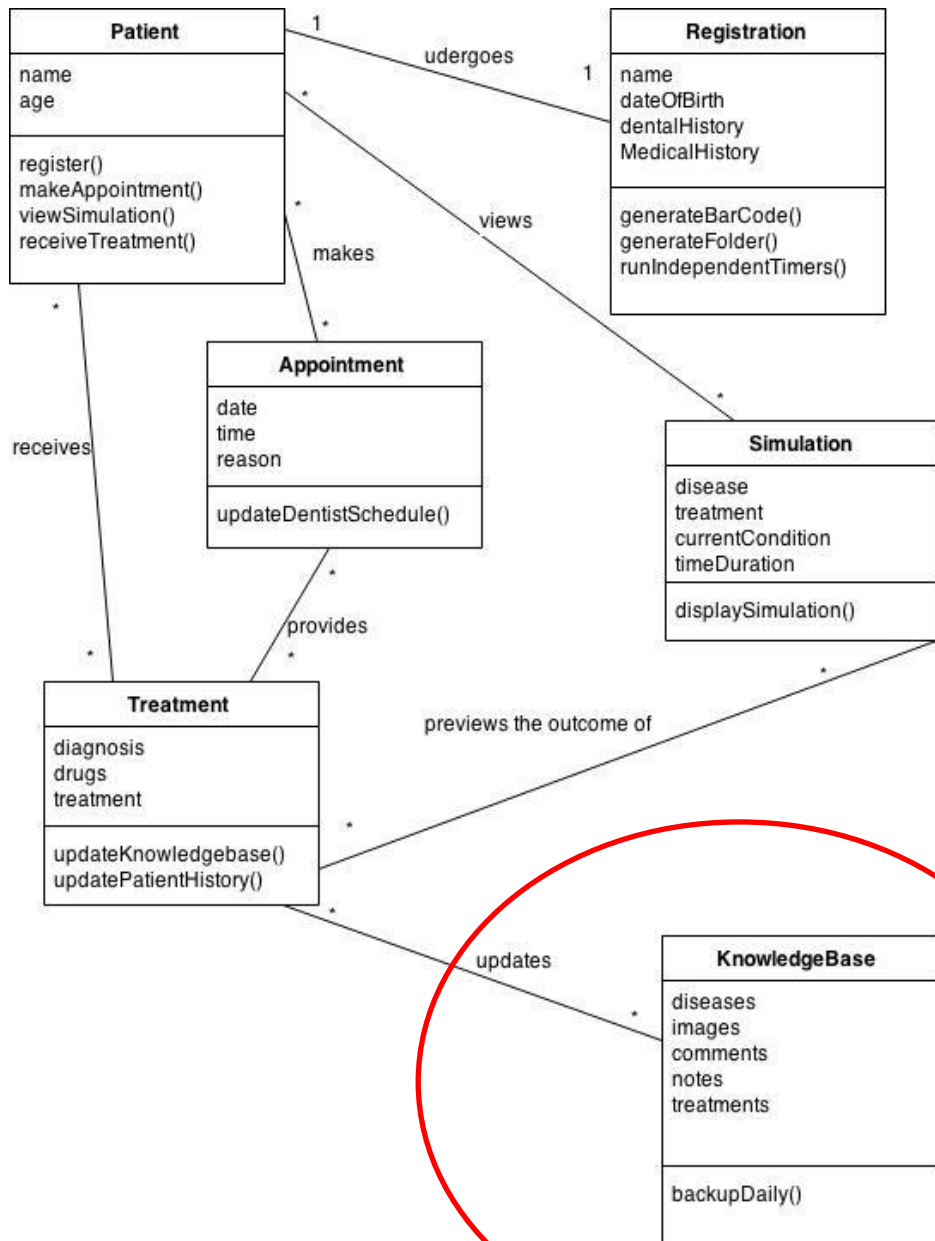 Patient
name
age
register()
makeAppointment()
viewSimulation()
receiveTreatment()
1
udergoes
1
Registration
name
dateOfBirth
dentalHistory
MedicalHistory
generateBarCode()
generateFolder()
runIndependentTimers()
*
views
*
*
makes
*
Appointment
date
time
reason
updateDentistSchedule()
*
receives
*
*
provides
*
Simulation
disease
treatment
currentCondition
timeDuration
displaySimulation()
*
previews the outcome of
*
Treatment
diagnosis
drugs
treatment
updateKnowledgebase()
updatePatientHistory()
*
updates
*
KnowledgeBase
diseases
images
comments
notes
treatments
backupDaily()